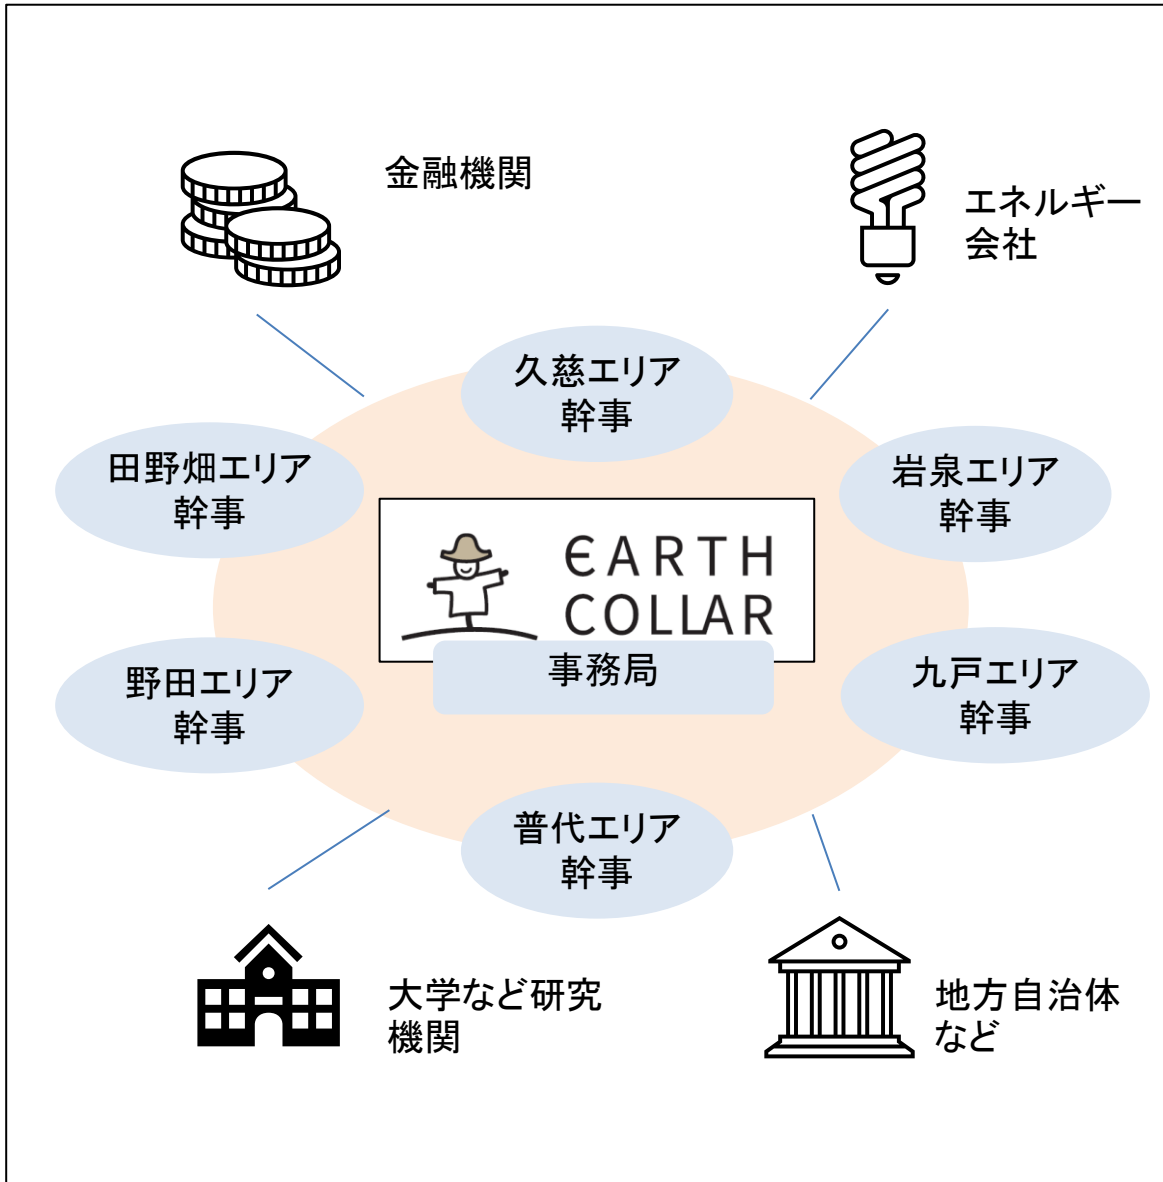 金融機関
エネルギー
会社
久慈エリア
幹事
田野畑エリア
幹事
岩泉エリア
幹事
EARTH
COLLAR
事務局
野田エリア
幹事
九戸エリア
幹事
普代エリア
幹事
大学など研究
機関
地方自治体
など